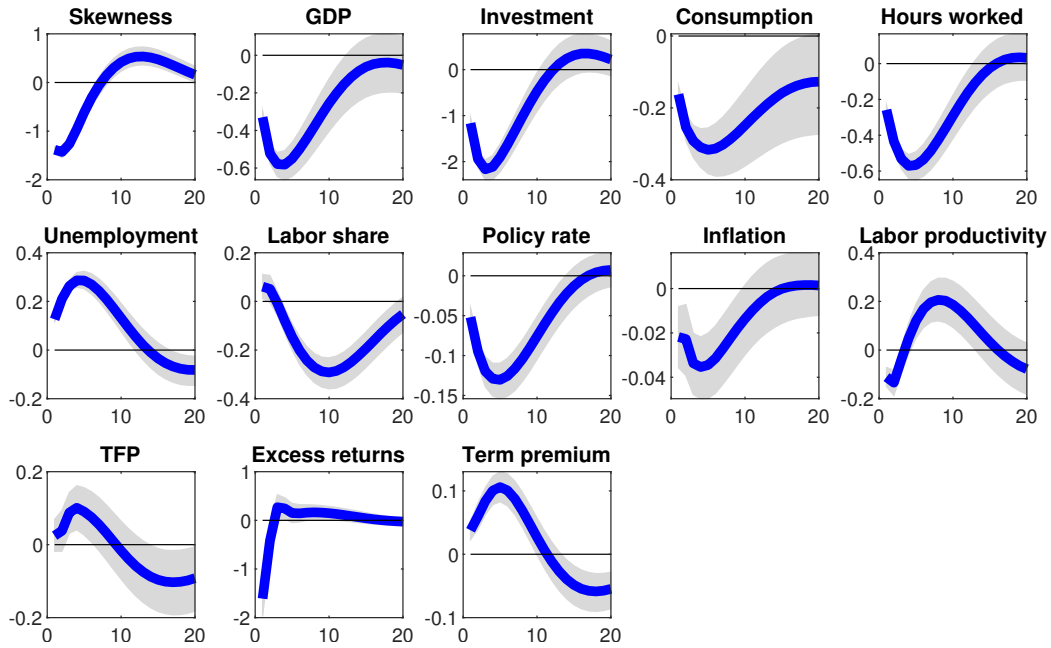 Skewness GDP Investment Consumption Hours worked
1 0 0 0 0
0 -0.2 -1 -0.2 -0.2
-1 -0.4 -2 -0.4 -0.4
-2 -0.6 -0.6
0 10 20 0 10 20 0 10 20 0 10 20 0 10 20
Unemployment Labor share Policy rate Inflation Labor productivity
0.4 0.2 0 0 0.4
0.2 0 -0.05 -0.02 0.2
0 -0.2 -0.1 -0.04 0
-0.2 -0.4 -0.15 -0.2
0 10 20 0 10 20 0 10 20 0 10 20 0 10 20
TFP Excess returns Term premium
0.2 1 0.1
0 0 0
-0.2 -1 -0.1
-2
0 10 20 0 10 20 0 10 20